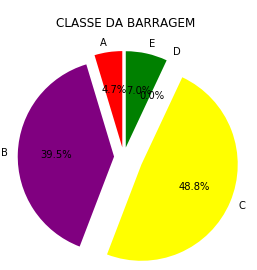 CLASSE DA BARRAGEM
A
E
D
4.7%
7.0%
0.0%
B
39.5%
48.8%
C